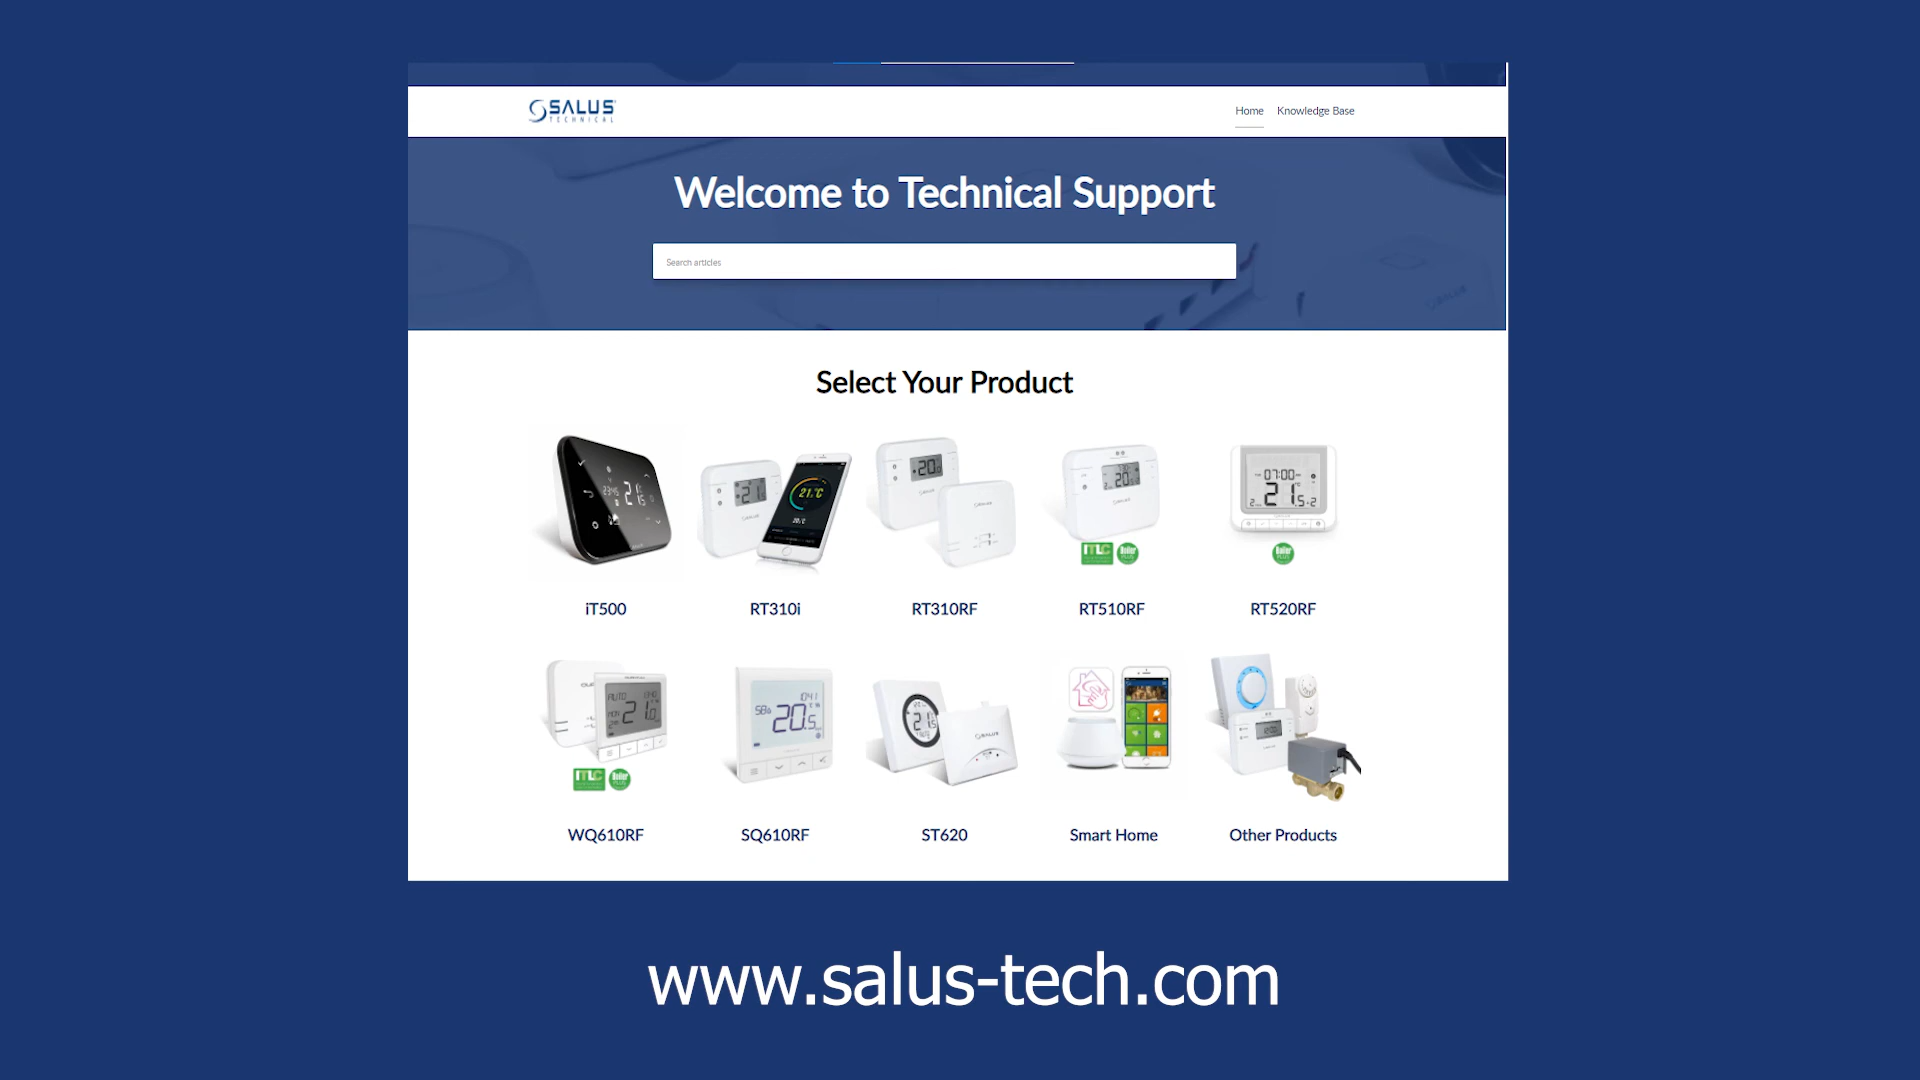 SALUS
TECHNICAL
Home Knowledge Base
Welcome to Technical Support
Search articles
Select Your Product
iT500 RT310i RT310RF RT510RF RT520RF
WQ610RF SQ610RF ST620 Smart Home Other Products
www.salus-tech.com